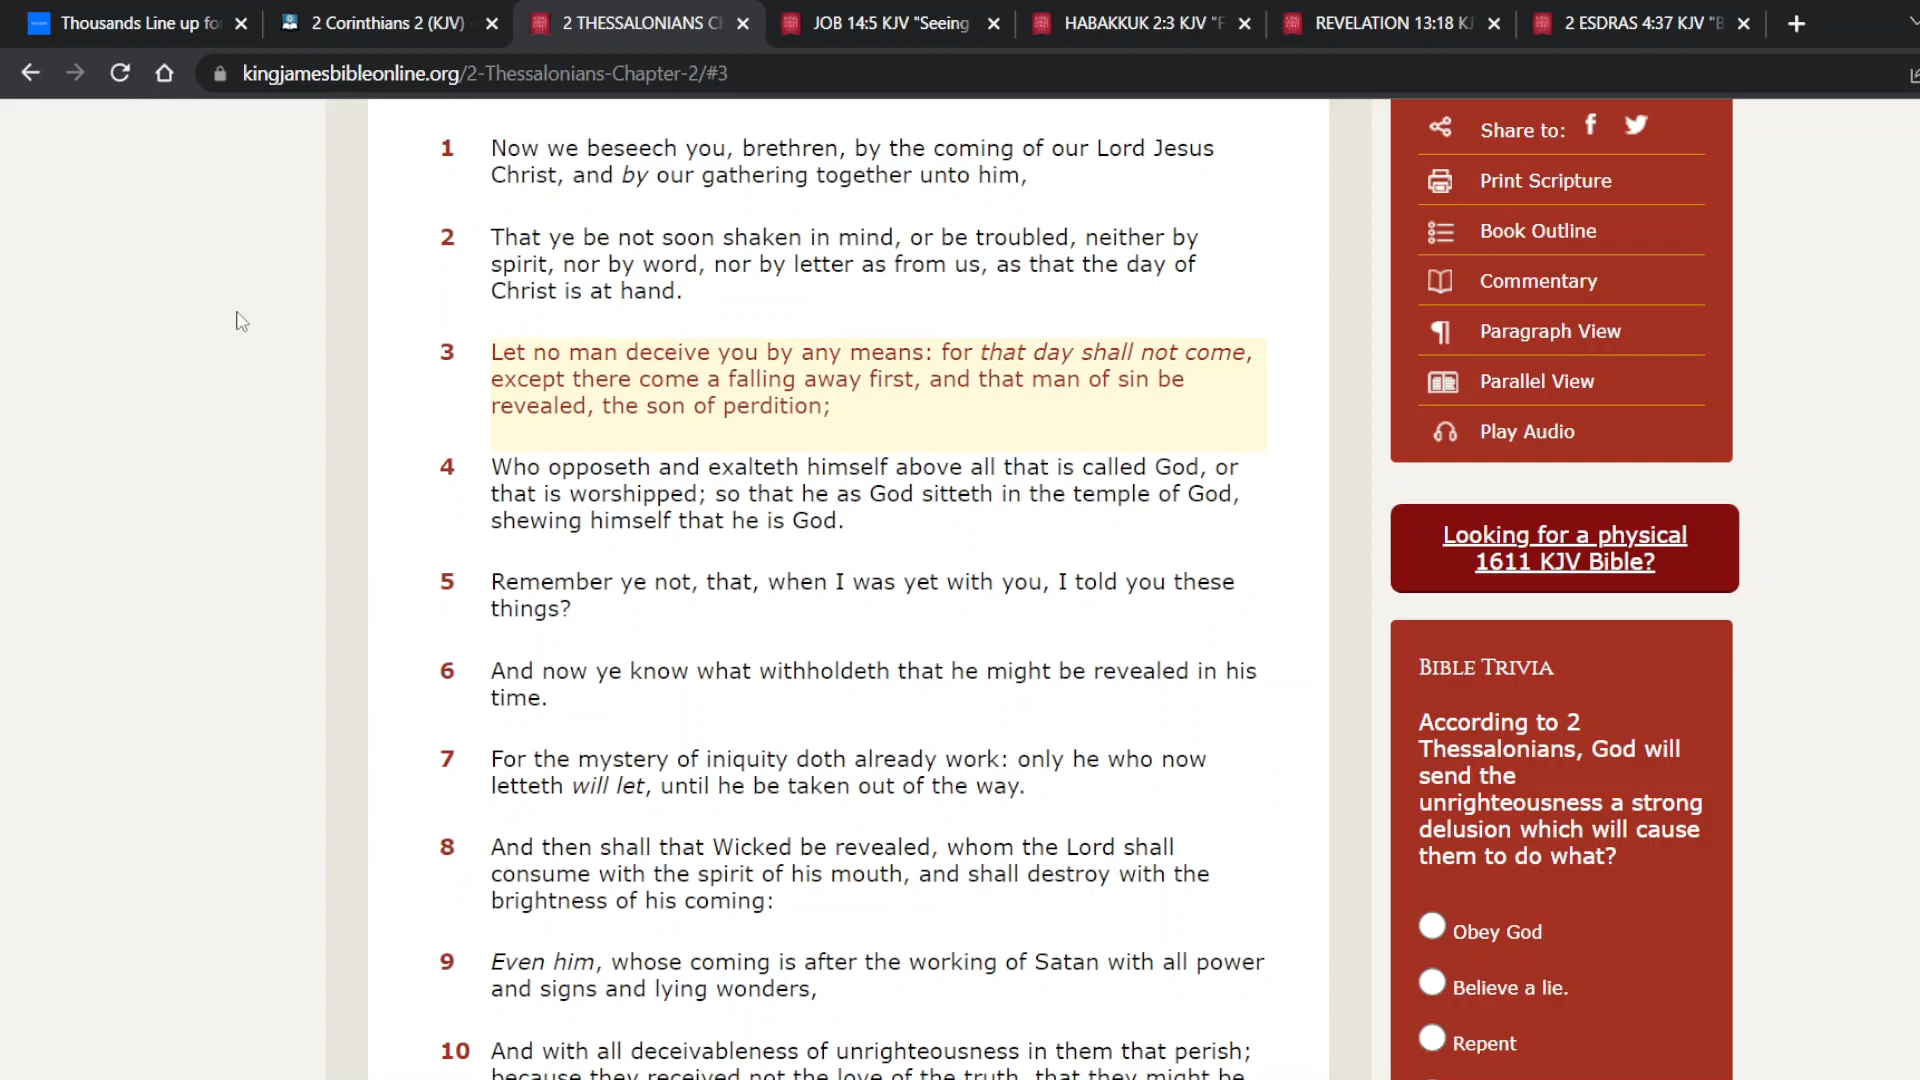 Thousands Line up fo
2 Corinthians 2 (KJV)
2 THESSALONIANS C
JOB 14:5 KJV "Seeing
HABAKKUK 2:3 KJV "F
REVELATION 13:18 KJ
2 ESDRAS 4:37 KJV "B
kingjamesbibleonline.org/2-Thessalonians-Chapter-2/#3
1 Now we beseech you, brethren, by the coming of our Lord Jesus
Christ, and by our gathering together unto him,
2 That ye be not soon shaken in mind, or be troubled, neither by
spirit, nor by word, nor by letter as from us, as that the day of
Christ is at hand.
3 Let no man deceive you by any means: for that day shall not come,
except there come a falling away first, and that man of sin be
revealed, the son of perdition;
4 Who opposeth and exalteth himself above all that is called God, or
that is worshipped; so that he as God sitteth in the temple of God,
shewing himself that he is God.
5 Remember ye not, that, when I was yet with you, I told you these
things?
6 And now ye know what withholdeth that he might be revealed in his
time.
7 For the mystery of iniquity doth already work: only he who now
letteth will let, until he be taken out of the way.
8 And then shall that Wicked be revealed, whom the Lord shall
consume with the spirit of his mouth, and shall destroy with the
brightness of his coming:
9 Even him, whose coming is after the working of Satan with all power
and signs and lying wonders,
10 And with all deceivableness of unrighteousness in them that perish;
because they received not the love of the truth, that they might be
Share to:
Print Scripture
Book Outline
Commentary
Paragraph View
Parallel View
Play Audio
Looking for a physical
1611 KJV Bible?
BIBLE TRIVIA
According to 2
Thessalonians, God will
send the
unrighteousness a strong
delusion which will cause
them to do what?
Obey God
Believe a lie.
Repent